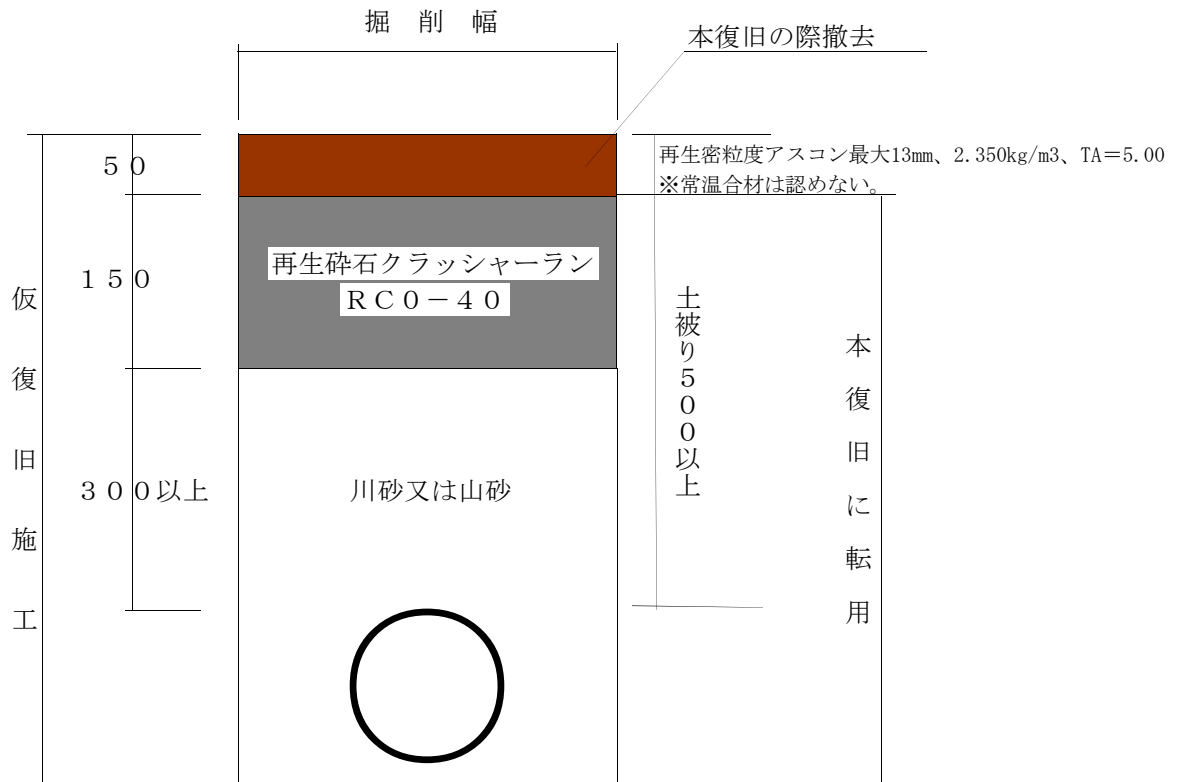 掘　削　幅
本復旧の際撤去
５０
再生密粒度アスコン最大13mm、2.350kg/m3、TA＝5.00
※常温合材は認めない。
１５０
再生砕石クラッシャーラン
ＲＣ０－４０
仮復旧施工
土被り５００以上
本復旧に転用
３００以上
川砂又は山砂